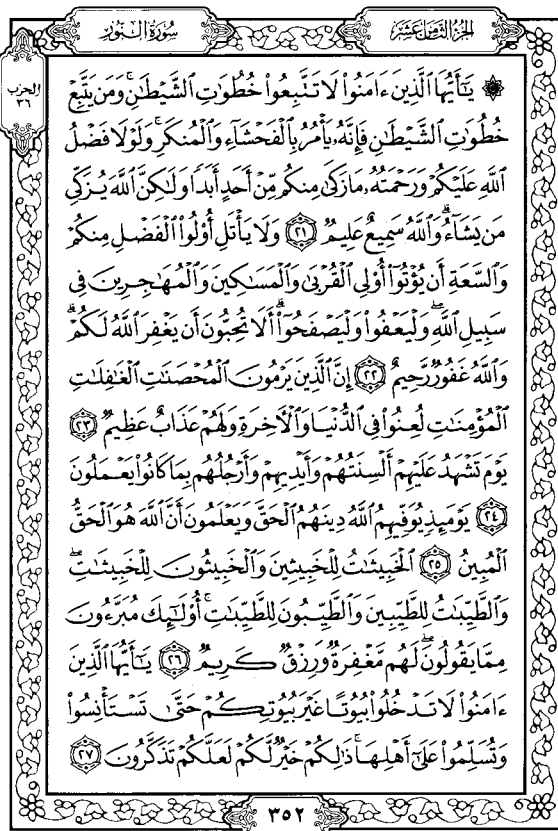 الجزء الثامن عشر
سورة النور
الحزب
٣٦
۞ يَٰٓأَيُّهَا ٱلَّذِينَ ءَامَنُوا۟ لَا تَتَّبِعُوا۟ خُطُوَٰتِ ٱلشَّيْطَٰنِ ۚ وَمَن يَتَّبِعْ
خُطُوَٰتِ ٱلشَّيْطَٰنِ فَإِنَّهُۥ يَأْمُرُ بِٱلْفَحْشَآءِ وَٱلْمُنكَرِ ۚ وَلَوْلَا فَضْلُ
ٱللَّهِ عَلَيْكُمْ وَرَحْمَتُهُۥ مَا زَكَىٰ مِنكُم مِّنْ أَحَدٍ أَبَدًا وَلَٰكِنَّ ٱللَّهَ يُزَكِّى
مَن يَشَآءُ ۗ وَٱللَّهُ سَمِيعٌ عَلِيمٌ ٢١ وَلَا يَأْتَلِ أُو۟لُوا۟ ٱلْفَضْلِ مِنكُمْ
وَٱلسَّعَةِ أَن يُؤْتُوٓا۟ أُو۟لِى ٱلْقُرْبَىٰ وَٱلْمَسَٰكِينَ وَٱلْمُهَٰجِرِينَ فِى
سَبِيلِ ٱللَّهِ ۖ وَلْيَعْفُوا۟ وَلْيَصْفَحُوٓا۟ ۗ أَلَا تُحِبُّونَ أَن يَغْفِرَ ٱللَّهُ لَكُمْ ۗ
وَٱللَّهُ غَفُورٌ رَّحِيمٌ ٢٢ إِنَّ ٱلَّذِينَ يَرْمُونَ ٱلْمُحْصَنَٰتِ ٱلْغَٰفِلَٰتِ
ٱلْمُؤْمِنَٰتِ لُعِنُوا۟ فِى ٱلدُّنْيَا وَٱلْءَاخِرَةِ وَلَهُمْ عَذَابٌ عَظِيمٌ ٢٣
يَوْمَ تَشْهَدُ عَلَيْهِمْ أَلْسِنَتُهُمْ وَأَيْدِيهِمْ وَأَرْجُلُهُم بِمَا كَانُوا۟ يَعْمَلُونَ
٢٤ يَوْمَئِذٍ يُوَفِّيهِمُ ٱللَّهُ دِينَهُمُ ٱلْحَقَّ وَيَعْلَمُونَ أَنَّ ٱللَّهَ هُوَ ٱلْحَقُّ
ٱلْمُبِينُ ٢٥ ٱلْخَبِيثَٰتُ لِلْخَبِيثِينَ وَٱلْخَبِيثُونَ لِلْخَبِيثَٰتِ ۖ
وَٱلطَّيِّبَٰتُ لِلطَّيِّبِينَ وَٱلطَّيِّبُونَ لِلطَّيِّبَٰتِ ۚ أُو۟لَٰٓئِكَ مُبَرَّءُونَ
مِمَّا يَقُولُونَ ۖ لَهُم مَّغْفِرَةٌ وَرِزْقٌ كَرِيمٌ ٢٦ يَٰٓأَيُّهَا ٱلَّذِينَ
ءَامَنُوا۟ لَا تَدْخُلُوا۟ بُيُوتًا غَيْرَ بُيُوتِكُمْ حَتَّىٰ تَسْتَأْنِسُوا۟
وَتُسَلِّمُوا۟ عَلَىٰٓ أَهْلِهَا ۚ ذَٰلِكُمْ خَيْرٌ لَّكُمْ لَعَلَّكُمْ تَذَكَّرُونَ ٢٧
٣٥٢